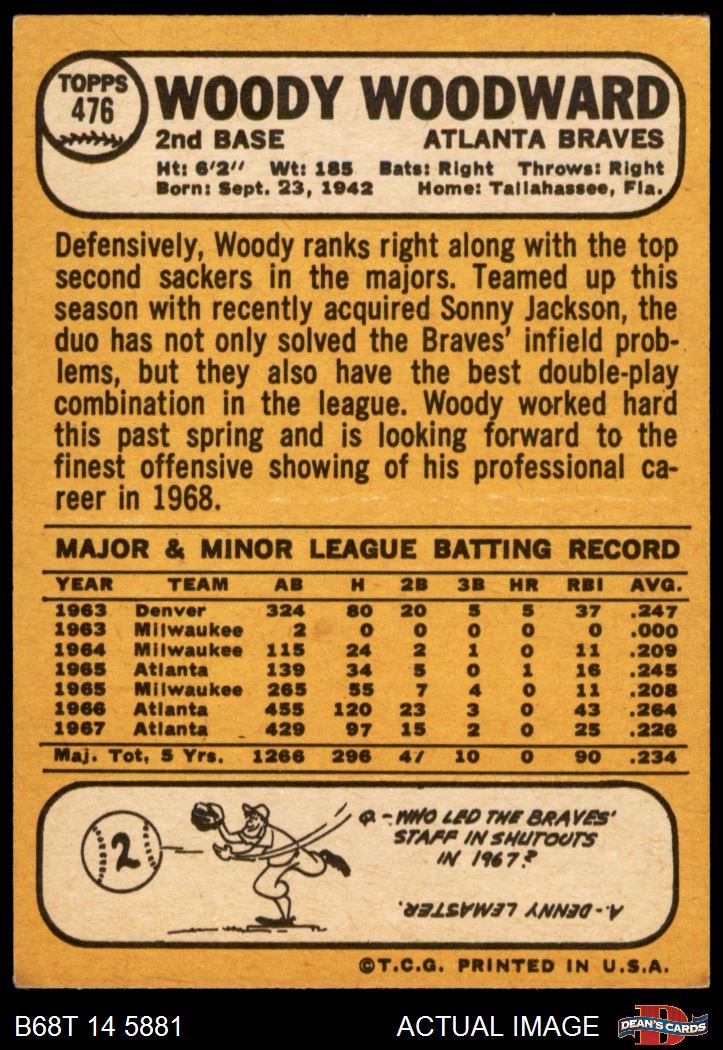 TOPPS
476
WOODY WOODWARD
2nd BASE ATLANTA BRAVES
Ht: 6'2" Wt: 185 Bats: Right Throws: Right
Born: Sept. 23, 1942 Home: Tallahassee, Fla.
Defensively, Woody ranks right along with the top
second sackers in the majors. Teamed up this
season with recently acquired Sonny Jackson, the
duo has not only solved the Braves' infield prob-
lems, but they also have the best double-play
combination in the league. Woody worked hard
this past spring and is looking forward to the
finest offensive showing of his professional ca-
reer in 1968.
MAJOR & MINOR LEAGUE BATTING RECORD
YEAR TEAM AB H 2B 3B HR RBI AVG.
1963 Denver 324 80 20 5 5 37 .247
1963 Milwaukee 2 0 0 0 0 0 .000
1964 Milwaukee 115 24 2 1 0 11 .209
1965 Atlanta 139 34 5 0 1 16 .245
1965 Milwaukee 265 55 7 4 0 11 .208
1966 Atlanta 455 120 23 3 0 43 .264
1967 Atlanta 429 97 15 2 0 25 .226
Maj. Tot. 5 Yrs. 1266 296 47 10 0 90 .234
2
Q.-WHO LED THE BRAVES'
STAFF IN SHUTOUTS
IN 1967?
A.-DENNY LEMASTER.
©T.C.G. PRINTED IN U.S.A.
B68T 14 5881 ACTUAL IMAGE
D
DEAN'S CARDS